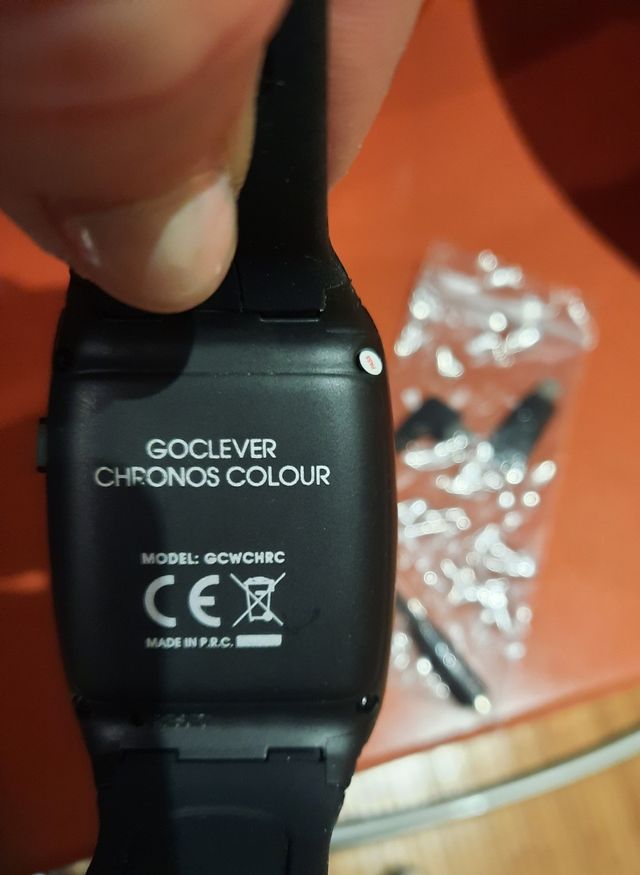 GOCLEVER
CHRONOS COLOUR
MODEL: GCWCHRC
CE
MADE IN P.R.C.